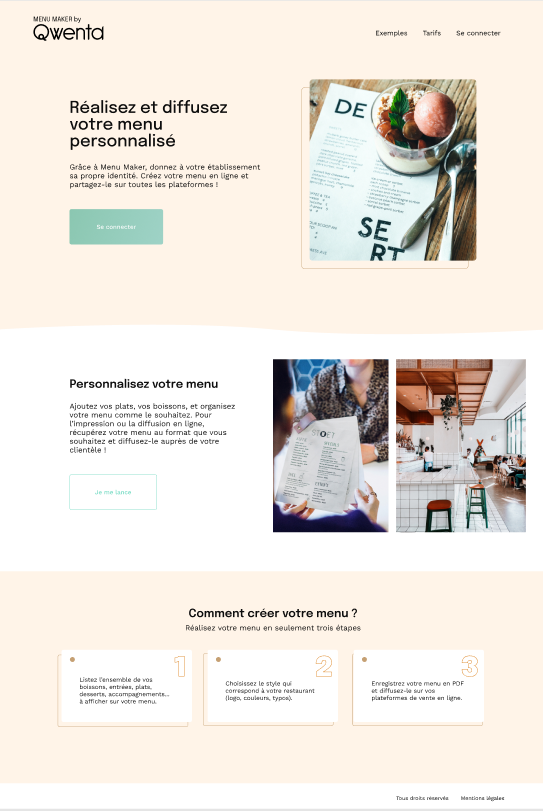 MENU MAKER by
Qwenta
Exemples Tarifs Se connecter
Réalisez et diffusez
votre menu
personnalisé
Grâce à Menu Maker, donnez à votre établissement
sa propre identité. Créez votre menu en ligne et
partagez-le sur toutes les plateformes !
Se connecter
DE
SE
RT
Personnalisez votre menu
Ajoutez vos plats, vos boissons, et organisez
votre menu comme le souhaitez. Pour
l'impression ou la diffusion en ligne,
récupérez votre menu au format que vous
souhaitez et diffusez-le auprès de votre
clientèle !
Je me lance
Comment créer votre menu ?
Réalisez votre menu en seulement trois étapes
1
Listez l'ensemble de vos
boissons, entrées, plats,
desserts, accompagnements...
à afficher sur votre menu.
2
Choisissez le style qui
correspond à votre restaurant
(logo, couleurs, typos).
3
Enregistrez votre menu en PDF
et diffusez-le sur vos
plateformes de vente en ligne.
Tous droits réservés Mentions légales